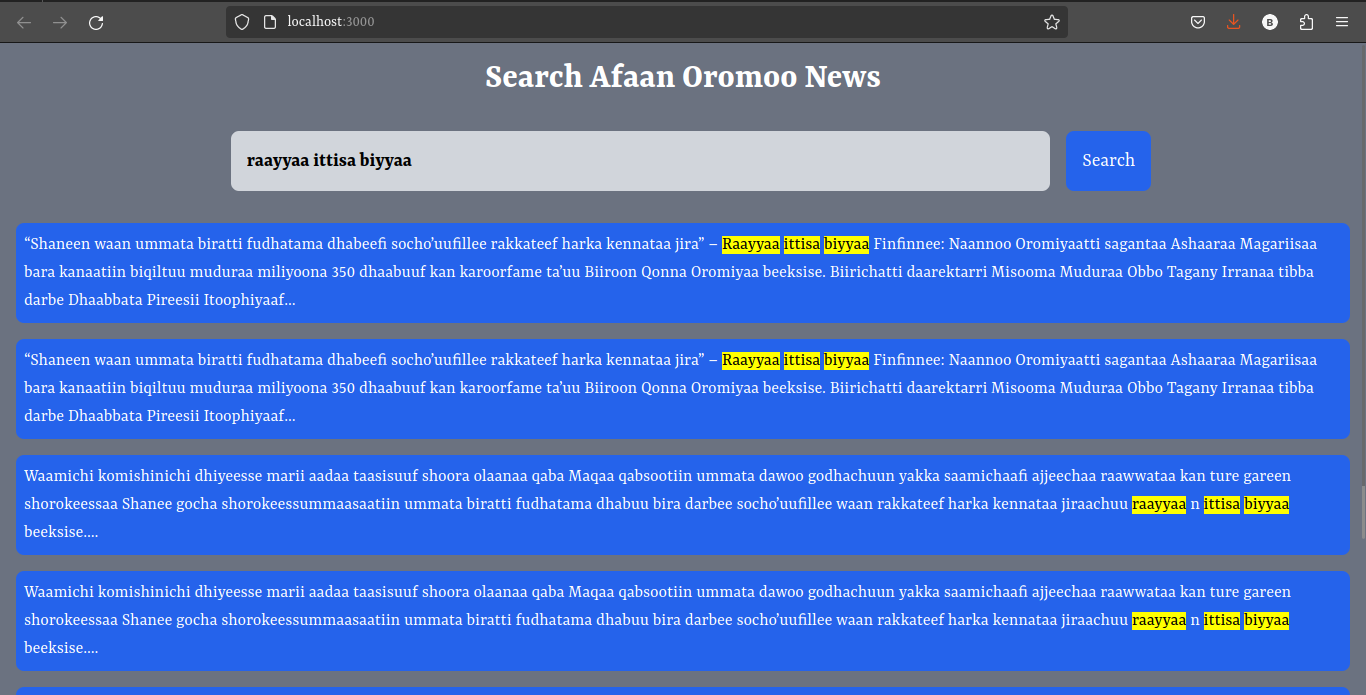 localhost:3000
B
Search Afaan Oromoo News
raayyaa ittisa biyyaa
Search
“Shaneen waan ummata biratti fudhatama dhabeefi socho’uufillee rakkateef harka kennataa jira” – Raayyaa ittisa biyyaa Finfinnee: Naannoo Oromiyaatti sagantaa Ashaaraa Magariisaa
bara kanaatiin biqiltuu muduraa miliyoona 350 dhaabuuf kan karoorfame ta’uu Biiroon Qonna Oromiyaa beeksise. Biirichatti daarektarri Misooma Muduraa Obbo Tagany Irranaa tibba
darbe Dhaabbata Pireesii Itoophiyaaf...
“Shaneen waan ummata biratti fudhatama dhabeefi socho’uufillee rakkateef harka kennataa jira” – Raayyaa ittisa biyyaa Finfinnee: Naannoo Oromiyaatti sagantaa Ashaaraa Magariisaa
bara kanaatiin biqiltuu muduraa miliyoona 350 dhaabuuf kan karoorfame ta’uu Biiroon Qonna Oromiyaa beeksise. Biirichatti daarektarri Misooma Muduraa Obbo Tagany Irranaa tibba
darbe Dhaabbata Pireesii Itoophiyaaf...
Waamichi komishinichi dhiyeesse marii aadaa taasisuuf shoora olaanaa qaba Maqaa qabsootiin ummata dawoo godhachuun yakka saamichaafi ajjeechaa raawwataa kan ture gareen
shorokeessaa Shanee gocha shorokeessummaasaatiin ummata biratti fudhatama dhabuu bira darbee socho’uufillee waan rakkateef harka kennataa jiraachuu raayyaa n ittisa biyyaa
beeksise....
Waamichi komishinichi dhiyeesse marii aadaa taasisuuf shoora olaanaa qaba Maqaa qabsootiin ummata dawoo godhachuun yakka saamichaafi ajjeechaa raawwataa kan ture gareen
shorokeessaa Shanee gocha shorokeessummaasaatiin ummata biratti fudhatama dhabuu bira darbee socho’uufillee waan rakkateef harka kennataa jiraachuu raayyaa n ittisa biyyaa
beeksise....